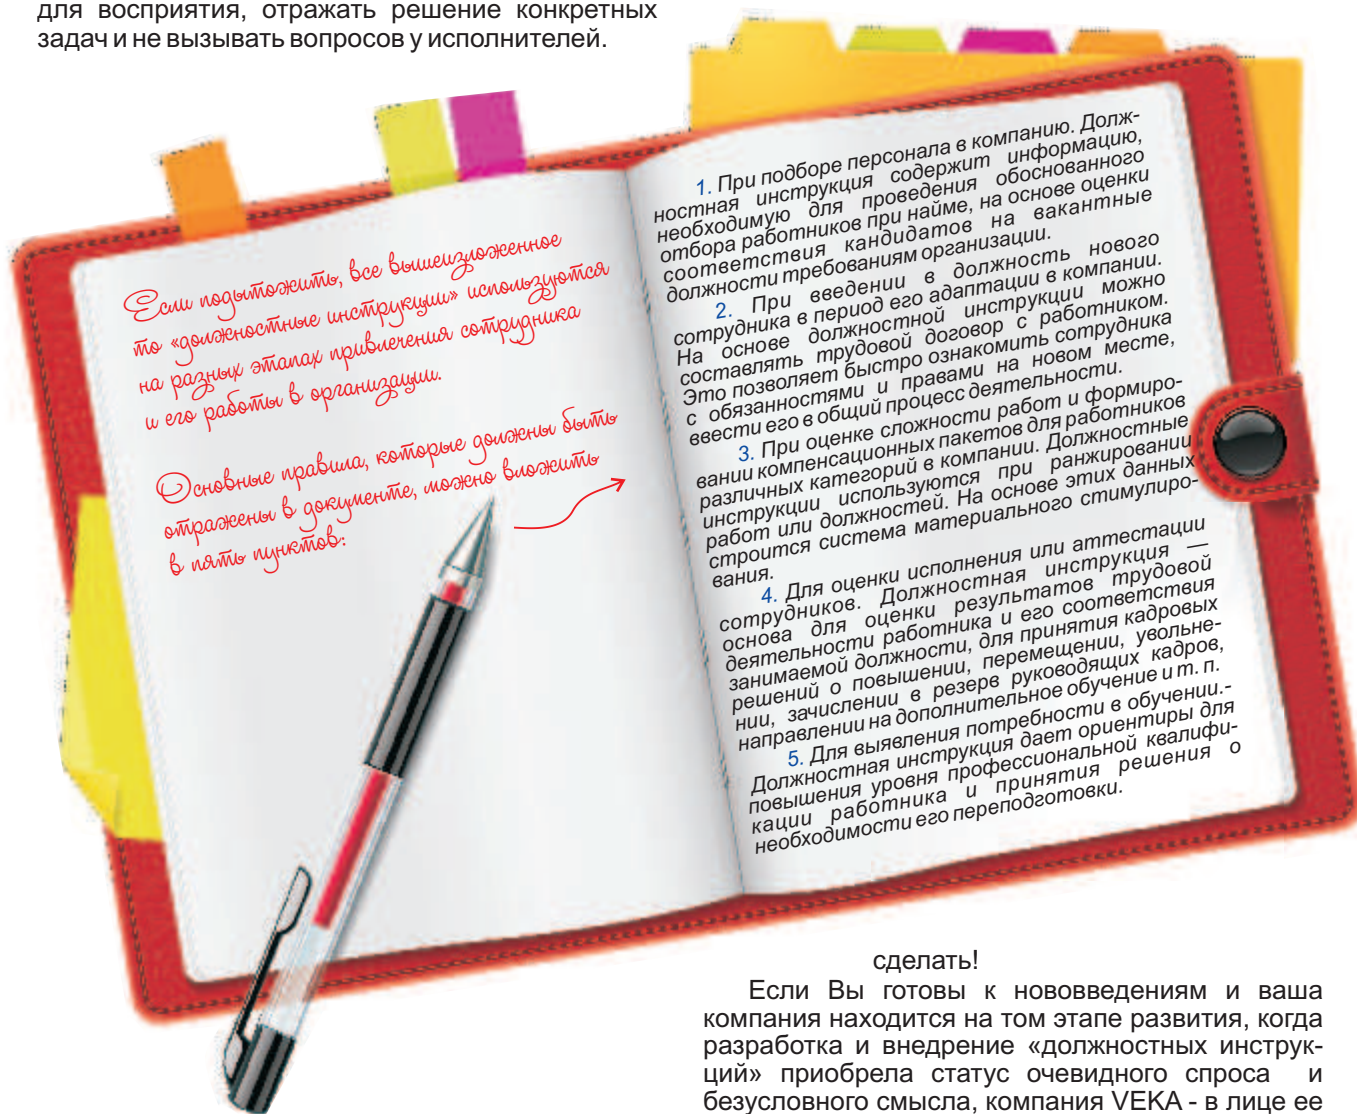 для восприятия, отражать решение конкретных
задач и не вызывать вопросов у исполнителей.
Если подытожить, все вышеизложенное
то «должностные инструкции» используются
на разных этапах привлечения сотрудника
и его работы в организации.
Основные правила, которые должны быть
отражены в документе, можно вложить
в пять пунктов:
1. При подборе персонала в компанию. Долж-
ностная инструкция содержит информацию,
необходимую для проведения обоснованного
отбора работников при найме, на основе оценки
соответствия кандидатов на вакантные
должности требованиям организации.
2. При введении в должность нового
сотрудника в период его адаптации в компании.
На основе должностной инструкции можно
составлять трудовой договор с работником.
Это позволяет быстро ознакомить сотрудника
с обязанностями и правами на новом месте,
ввести его в общий процесс деятельности.
3. При оценке сложности работ и формиро-
вании компенсационных пакетов для работников
различных категорий в компании. Должностные
инструкции используются при ранжировании
работ или должностей. На основе этих данных
строится система материального стимулиро-
вания.
4. Для оценки исполнения или аттестации
сотрудников. Должностная инструкция —
основа для оценки результатов трудовой
деятельности работника и его соответствия
занимаемой должности, для принятия кадровых
решений о повышении, перемещении, увольне-
нии, зачислении в резерв руководящих кадров,
направлении на дополнительное обучение и т. п.
5. Для выявления потребности в обучении.-
Должностная инструкция дает ориентиры для
повышения уровня профессиональной квалифи-
кации работника и принятия решения о
необходимости его переподготовки.
сделать!
Если Вы готовы к нововведениям и ваша
компания находится на том этапе развития, когда
разработка и внедрение «должностных инструк-
ций» приобрела статус очевидного спроса и
безусловного смысла, компания VEKA - в лице ее